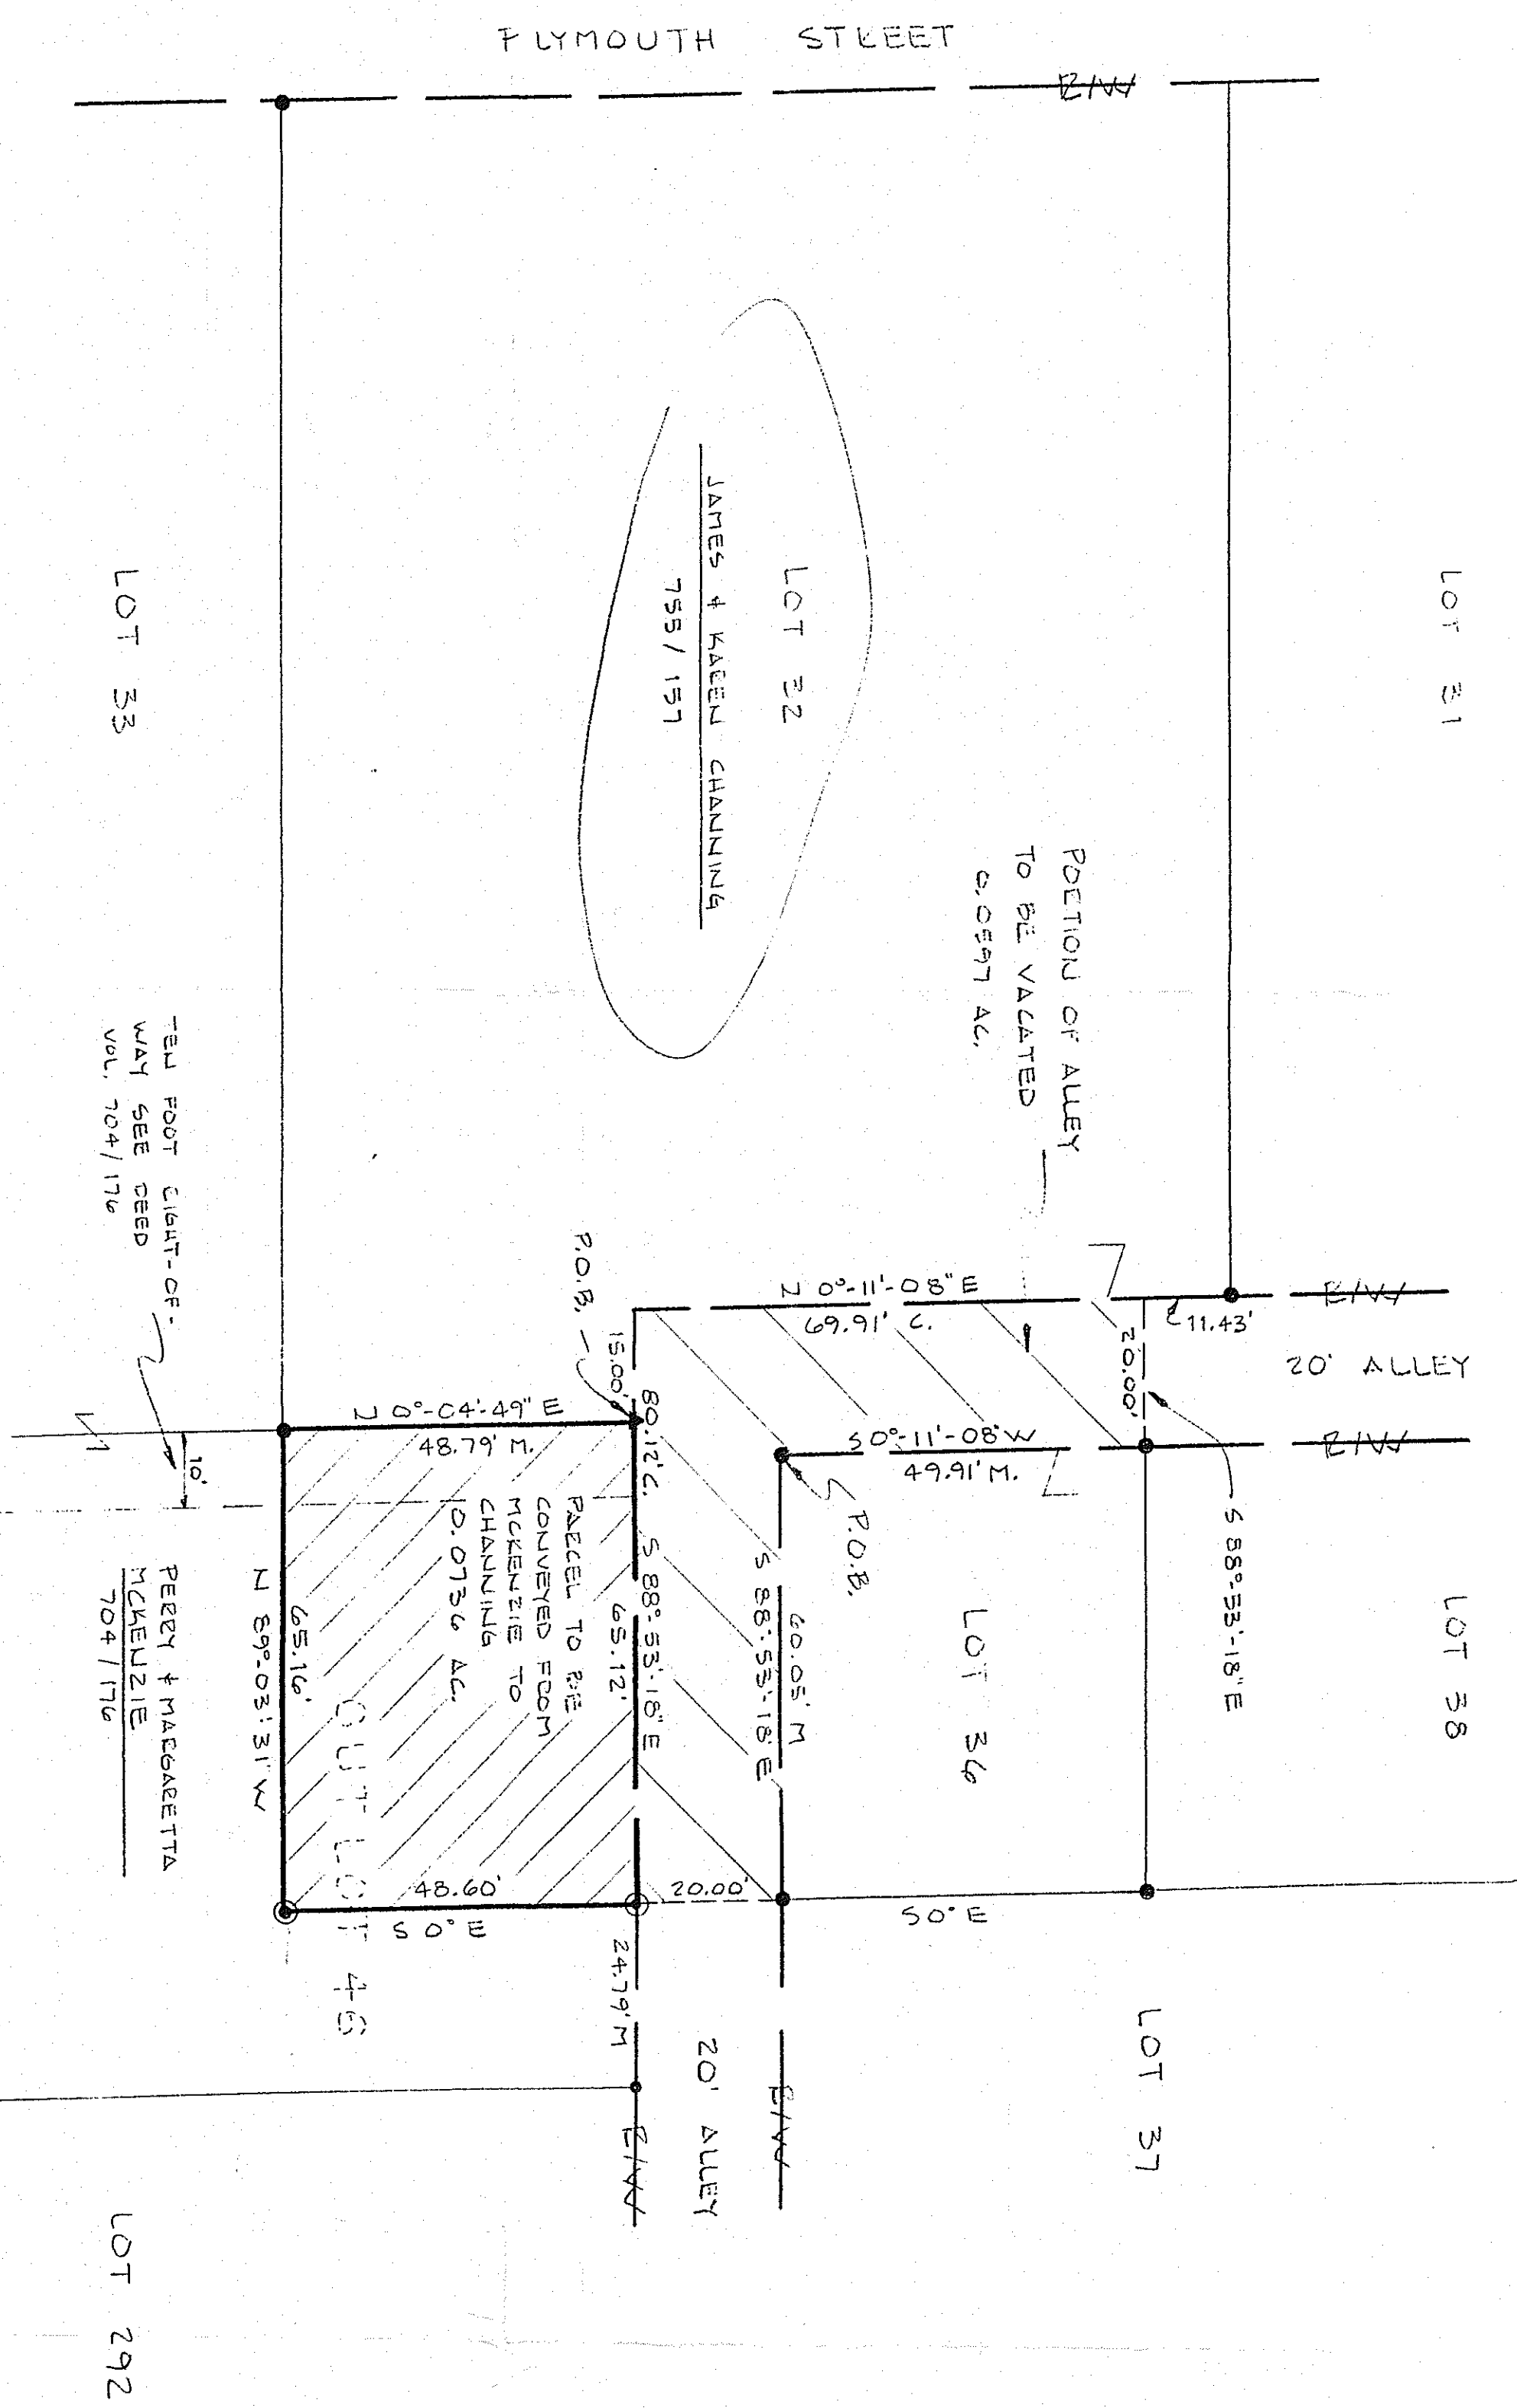 PLYMOUTH STREET
R/W
LOT 31
LOT 32
JAMES & KAREN CHANNING
755/157
LOT 33
PORTION OF ALLEY
TO BE VACATED
0.0597 AC.
TEN FOOT RIGHT-OF-
WAY SEE DEED
VOL. 704/176
P.O.B.
N 0°-11'-08" E
69.91' C.
11.43'
R/W
20' ALLEY
20.00'
15.00'
80.12' C.
S 88°-53'-18" E
N 0°-04'-49" E
48.79' M.
S 0°-11'-08" W
49.91' M.
R/W
S 88°-53'-18" E
P.O.B.
10'
PARCEL TO BE
CONVEYED FROM
MCKENZIE TO
CHANNING
0.0736 AC.
65.12'
60.05' M
S 88°-53'-18" E
LOT 36
LOT 38
PERRY & MARGARETTA
MCKENZIE
704/176
65.16'
N 89°-03'-31" W
OUT LOT 46
48.60'
S 0° E
20.00'
S 0° E
24.79' M
R/W
20' ALLEY
R/W
LOT 37
LOT 292